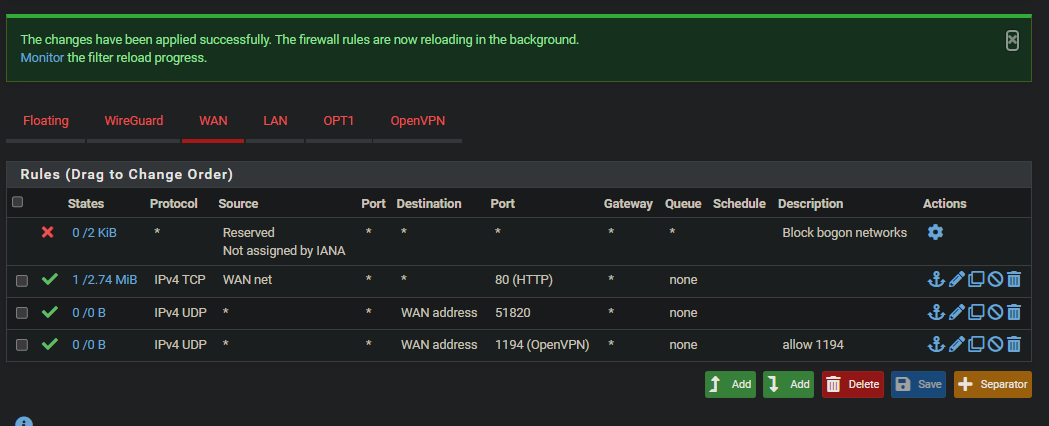 The changes have been applied successfully. The firewall rules are now reloading in the background.
Monitor the filter reload progress.
Floating WireGuard WAN LAN OPT1 OpenVPN
Rules (Drag to Change Order)
States Protocol Source Port Destination Port Gateway Queue Schedule Description Actions
0 /2 KiB * Reserved * * * * * Block bogon networks
Not assigned by IANA
1 /2.74 MiB IPv4 TCP WAN net * * 80 (HTTP) * none
0 /0 B IPv4 UDP * * WAN address 51820 * none
0 /0 B IPv4 UDP * * WAN address 1194 (OpenVPN) * none allow 1194
Add Add Delete Save Separator